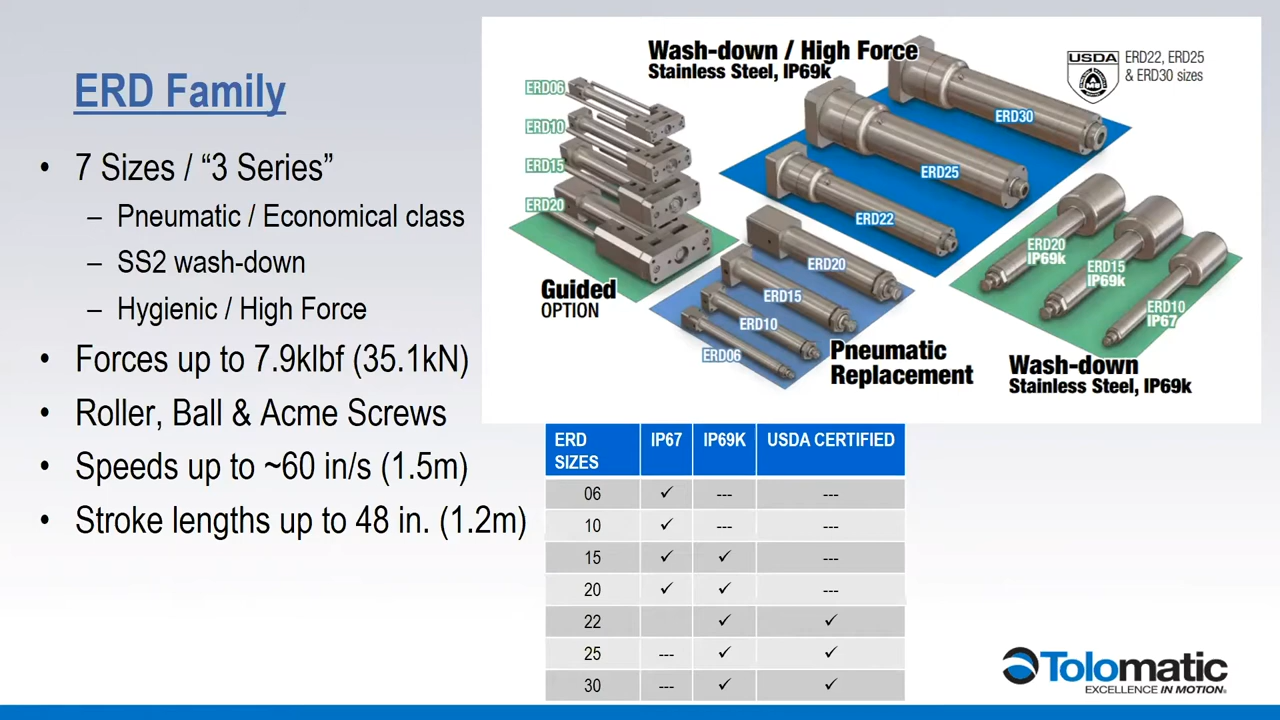 ERD Family
• 7 Sizes / “3 Series”
– Pneumatic / Economical class
– SS2 wash-down
– Hygienic / High Force
• Forces up to 7.9klbf (35.1kN)
• Roller, Ball & Acme Screws
• Speeds up to ~60 in/s (1.5m)
• Stroke lengths up to 48 in. (1.2m)
Wash-down / High Force
Stainless Steel, IP69k
USDA
ERD22, ERD25
& ERD30 sizes
ERD06
ERD10
ERD15
ERD20
Guided
OPTION
ERD30
ERD25
ERD22
ERD20
ERD15
ERD10
ERD06
Pneumatic
Replacement
ERD20
IP69k
ERD15
IP69k
ERD10
IP67
Wash-down
Stainless Steel, IP69k
ERD SIZES IP67 IP69K USDA CERTIFIED
06 ✓ --- ---
10 ✓ --- ---
15 ✓ ✓ ---
20 ✓ ✓ ---
22 ✓ ✓
25 --- ✓ ✓
30 --- ✓ ✓
Tolomatic
EXCELLENCE IN MOTION®